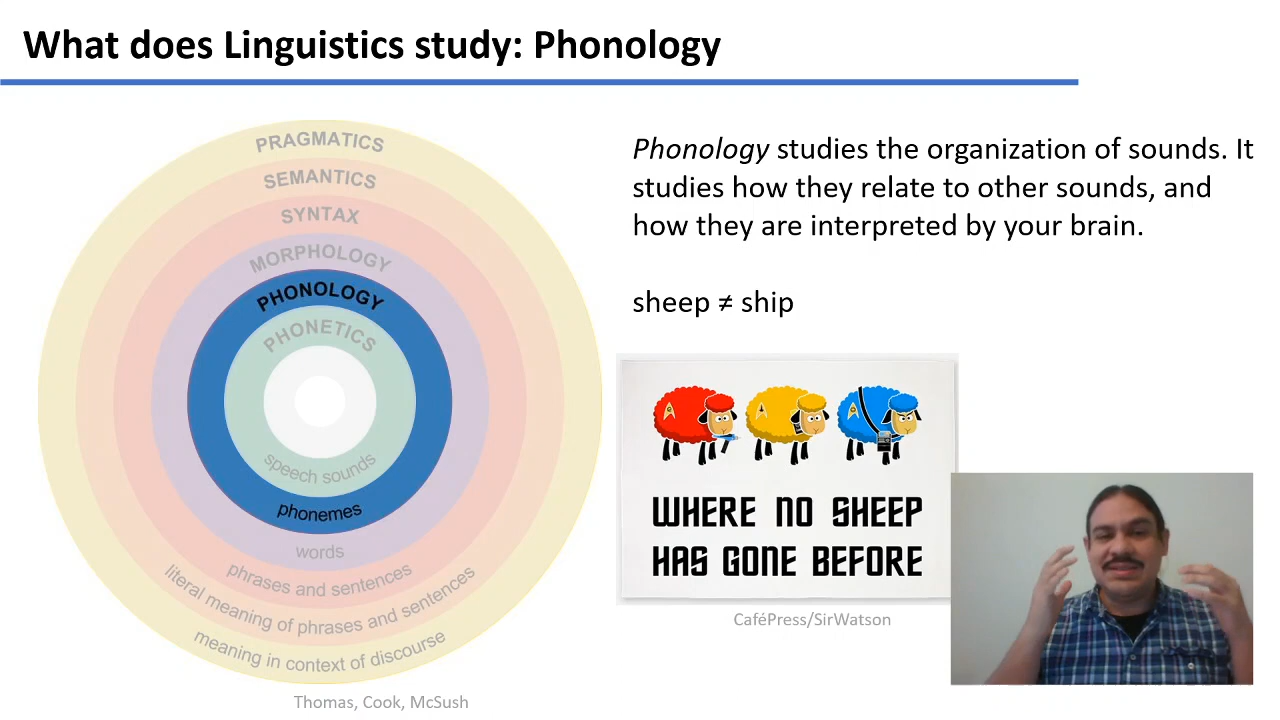 What does Linguistics study: Phonology
PRAGMATICS
SEMANTICS
SYNTAX
MORPHOLOGY
PHONOLOGY
PHONETICS
speech sounds
phonemes
words
phrases and sentences
literal meaning of phrases and sentences
meaning in context of discourse
Thomas, Cook, McSush
Phonology studies the organization of sounds. It
studies how they relate to other sounds, and
how they are interpreted by your brain.
sheep ≠ ship
WHERE NO SHEEP
HAS GONE BEFORE
CaféPress/SirWatson